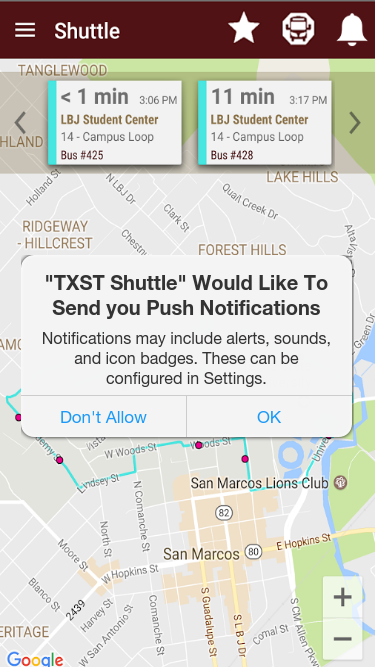 Shuttle
TANGLEWOOD
< 1 min 3:06 PM
LBJ Student Center
14 - Campus Loop
Bus #425
11 min 3:17 PM
LBJ Student Center
14 - Campus Loop
Bus #428
HLAND
LAKE HILLS
Holland St
N LBJ Dr
Clark St
Quail Creek Dr
Alta Vis
RIDGEWAY
- HILLCREST
Chestn
FOREST HILLS
"TXST Shuttle" Would Like To
Send you Push Notifications
Notifications may include alerts, sounds,
and icon badges. These can be
configured in Settings.
Don't Allow
OK
W Woods St
Woods St
Univer
Lindsey St
San Marcos Lions Club
82
North St
N Comanche St
San Marcos
80
E Hopkins St
Moore St
W Hopkins St
Blanco St
2439
Harvey St
W San Antonio St
Comanche St
S Guadalupe St
S LBJ Dr
S CM Allen Pkwy
Comal St
ERITAGE
Google
+
−